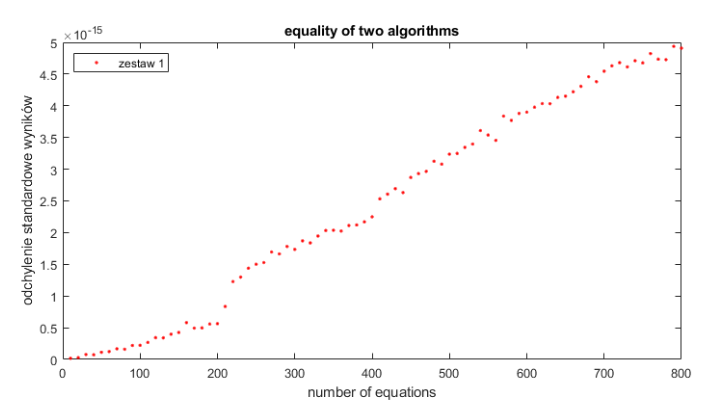 equality of two algorithms
×10^-15
zestaw 1
odchylenie standardowe wyników
5
4.5
4
3.5
3
2.5
2
1.5
1
0.5
0
0 100 200 300 400 500 600 700 800
number of equations